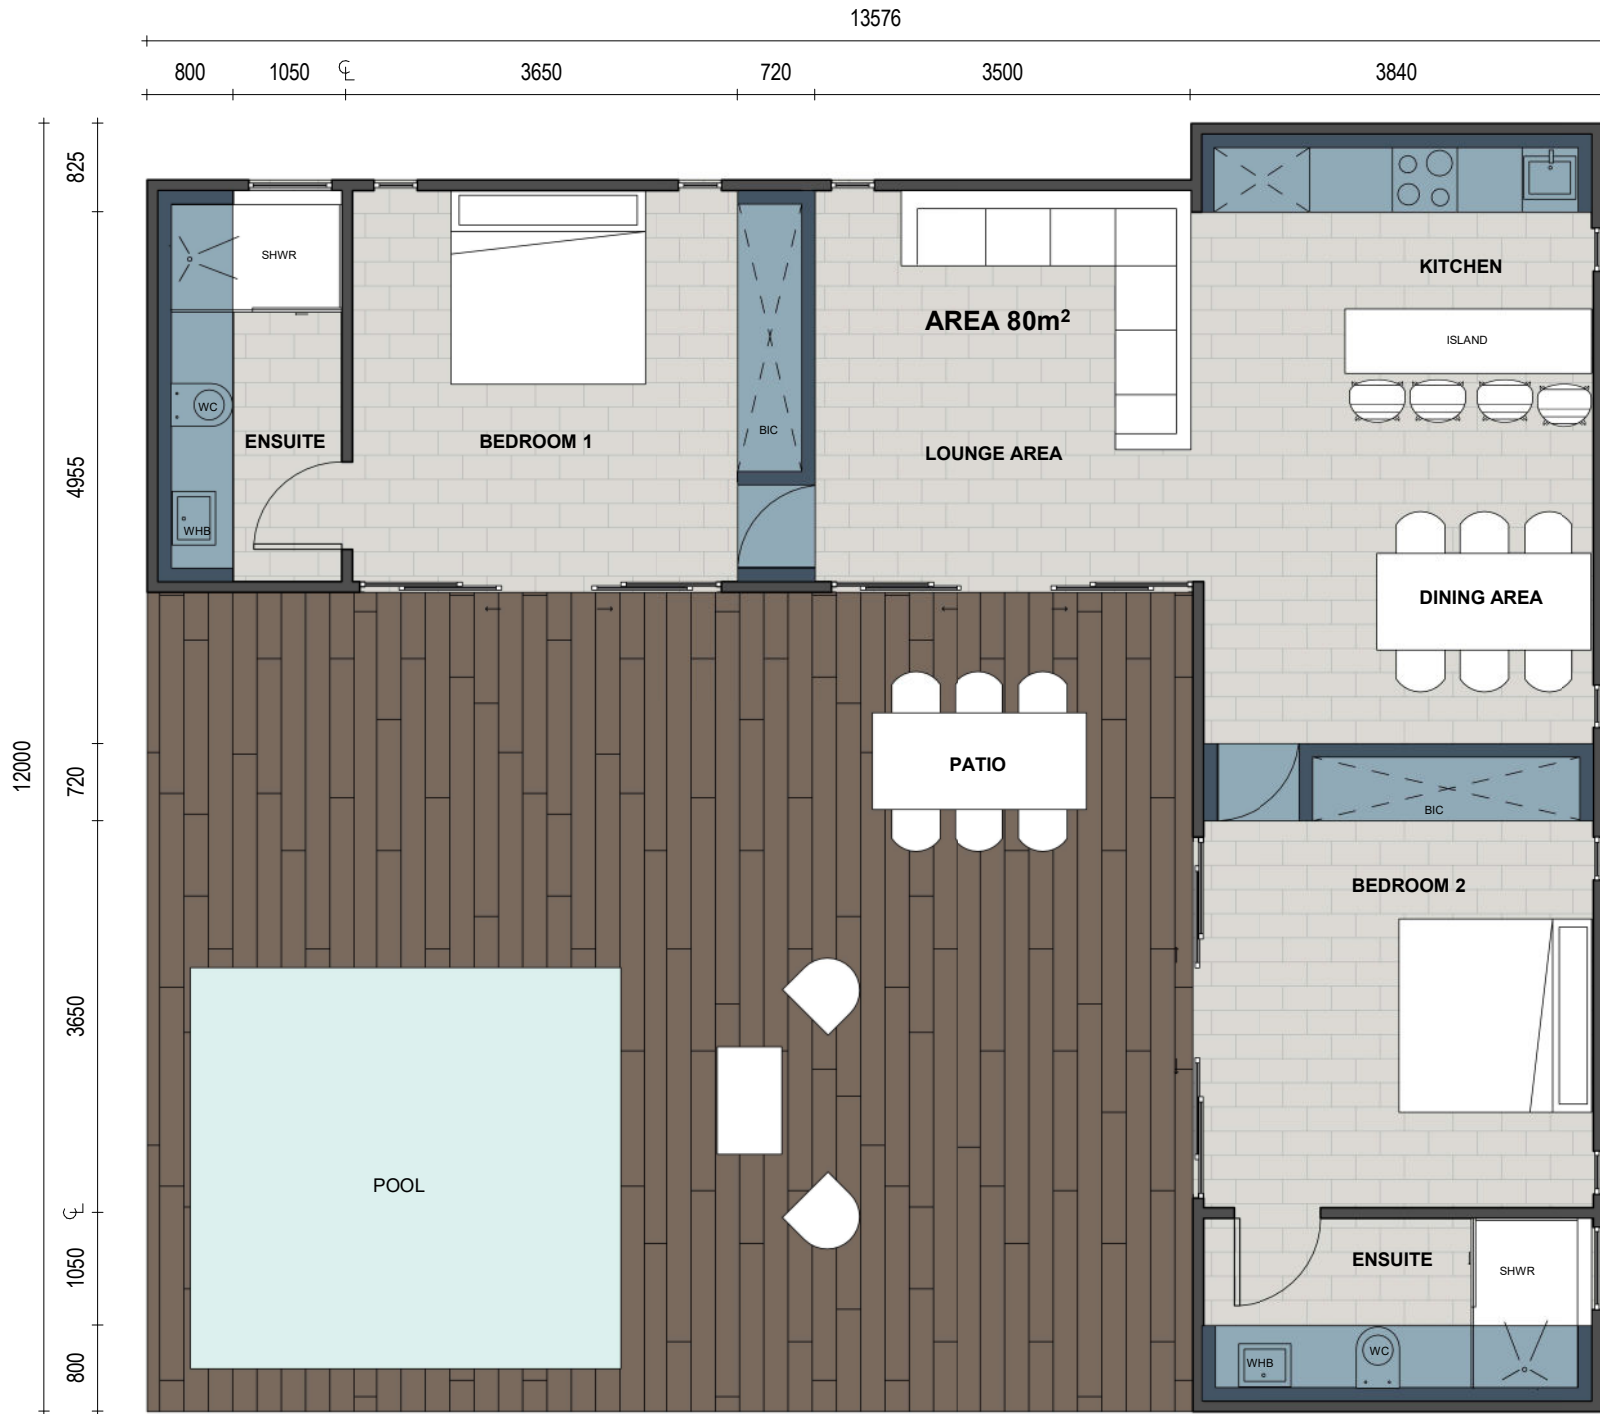 13576
800 1050 ℄ 3650 720 3500 3840
825
4955
12000
720
3650
℄
1050
800
SHWR
WC
ENSUITE
WHB
BEDROOM 1
BIC
AREA 80m²
LOUNGE AREA
KITCHEN
ISLAND
DINING AREA
PATIO
BIC
BEDROOM 2
POOL
ENSUITE
SHWR
WHB
WC